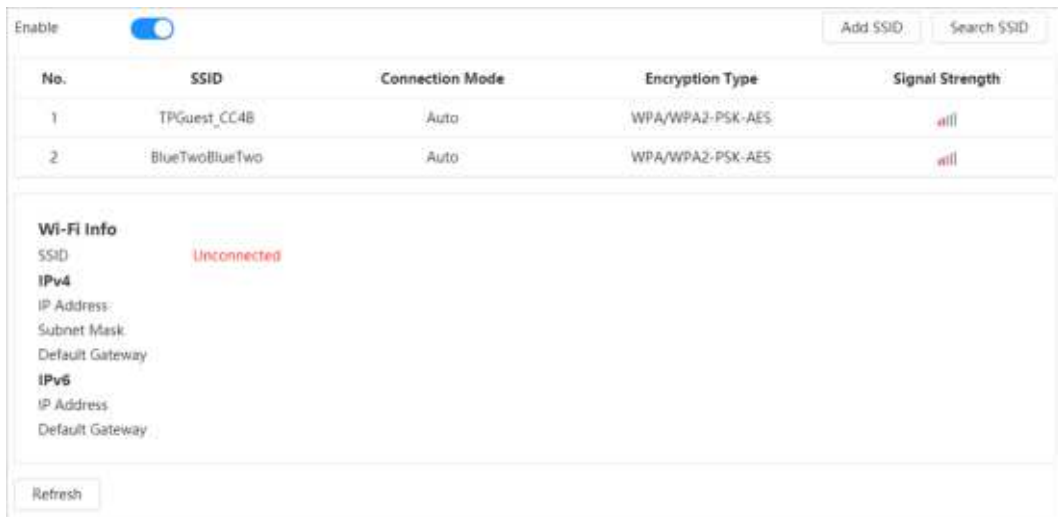 Enable Add SSID Search SSID
No. SSID Connection Mode Encryption Type Signal Strength
1 TPGuest_CC4B Auto WPA/WPA2-PSK-AES
2 BlueTwoBlueTwo Auto WPA/WPA2-PSK-AES
Wi-Fi Info
SSID Unconnected
IPv4
IP Address
Subnet Mask
Default Gateway
IPv6
IP Address
Default Gateway
Refresh